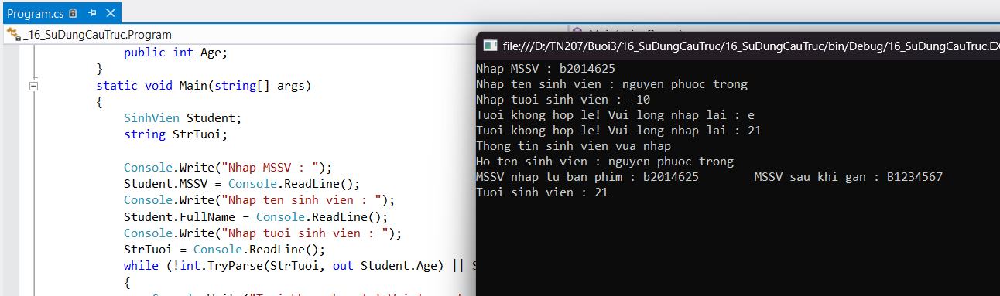 Program.cs
_16_SuDungCauTruc.Program
public int Age;
}
static void Main(string[] args)
{
SinhVien Student;
string StrTuoi;
Console.Write("Nhap MSSV : ");
Student.MSSV = Console.ReadLine();
Console.Write("Nhap ten sinh vien : ");
Student.FullName = Console.ReadLine();
Console.Write("Nhap tuoi sinh vien : ");
StrTuoi = Console.ReadLine();
while (!int.TryParse(StrTuoi, out Student.Age) ||
{
file:///D:/TN207/Buoi3/16_SuDungCauTruc/16_SuDungCauTruc/bin/Debug/16_SuDungCauTruc.EX
Nhap MSSV : b2014625
Nhap ten sinh vien : nguyen phuoc trong
Nhap tuoi sinh vien : -10
Tuoi khong hop le! Vui long nhap lai : e
Tuoi khong hop le! Vui long nhap lai : 21
Thong tin sinh vien vua nhap
Ho ten sinh vien : nguyen phuoc trong
MSSV nhap tu ban phim : b2014625 MSSV sau khi gan : B1234567
Tuoi sinh vien : 21